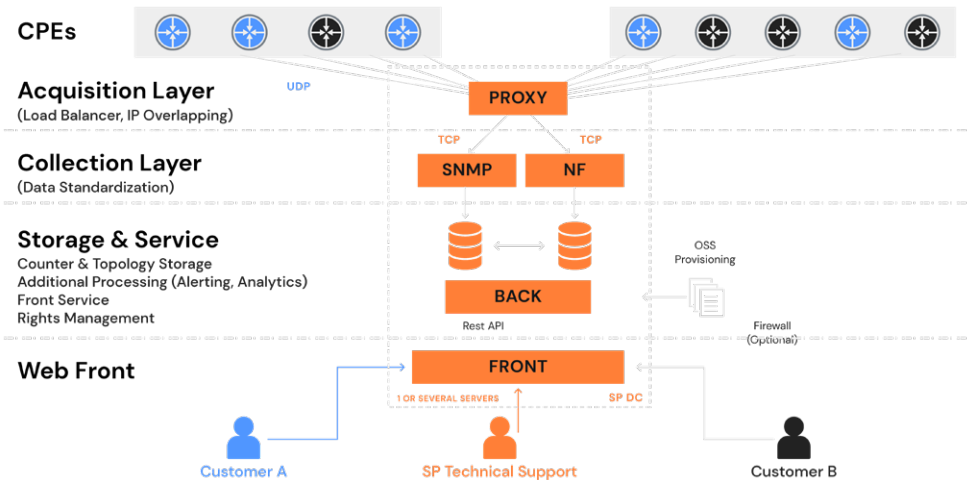 CPEs
UDP
Acquisition Layer
(Load Balancer, IP Overlapping)
PROXY
TCP
TCP
Collection Layer
(Data Standardization)
SNMP
NF
Storage & Service
Counter & Topology Storage
Additional Processing (Alerting, Analytics)
Front Service
Rights Management
OSS
Provisioning
BACK
Rest API
Firewall
(Optional)
Web Front
FRONT
1 OR SEVERAL SERVERS
SP DC
Customer A
SP Technical Support
Customer B